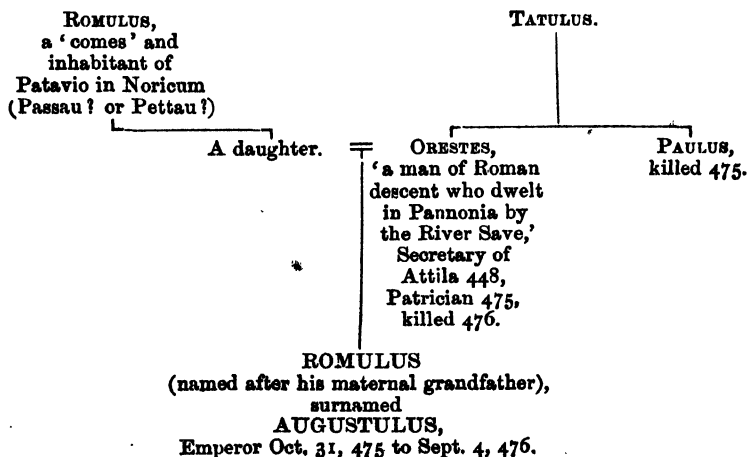 ROMULUS,
a 'comes' and
inhabitant of
Patavio in Noricum
(Passau? or Pettau?)
TATULUS.
A daughter.
=
ORESTES,
'a man of Roman
descent who dwelt
in Pannonia by
the River Save,'
Secretary of
Attila 448,
Patrician 475,
killed 476.
PAULUS,
killed 475.
ROMULUS
(named after his maternal grandfather),
surnamed
AUGUSTULUS,
Emperor Oct. 31, 475 to Sept. 4, 476.